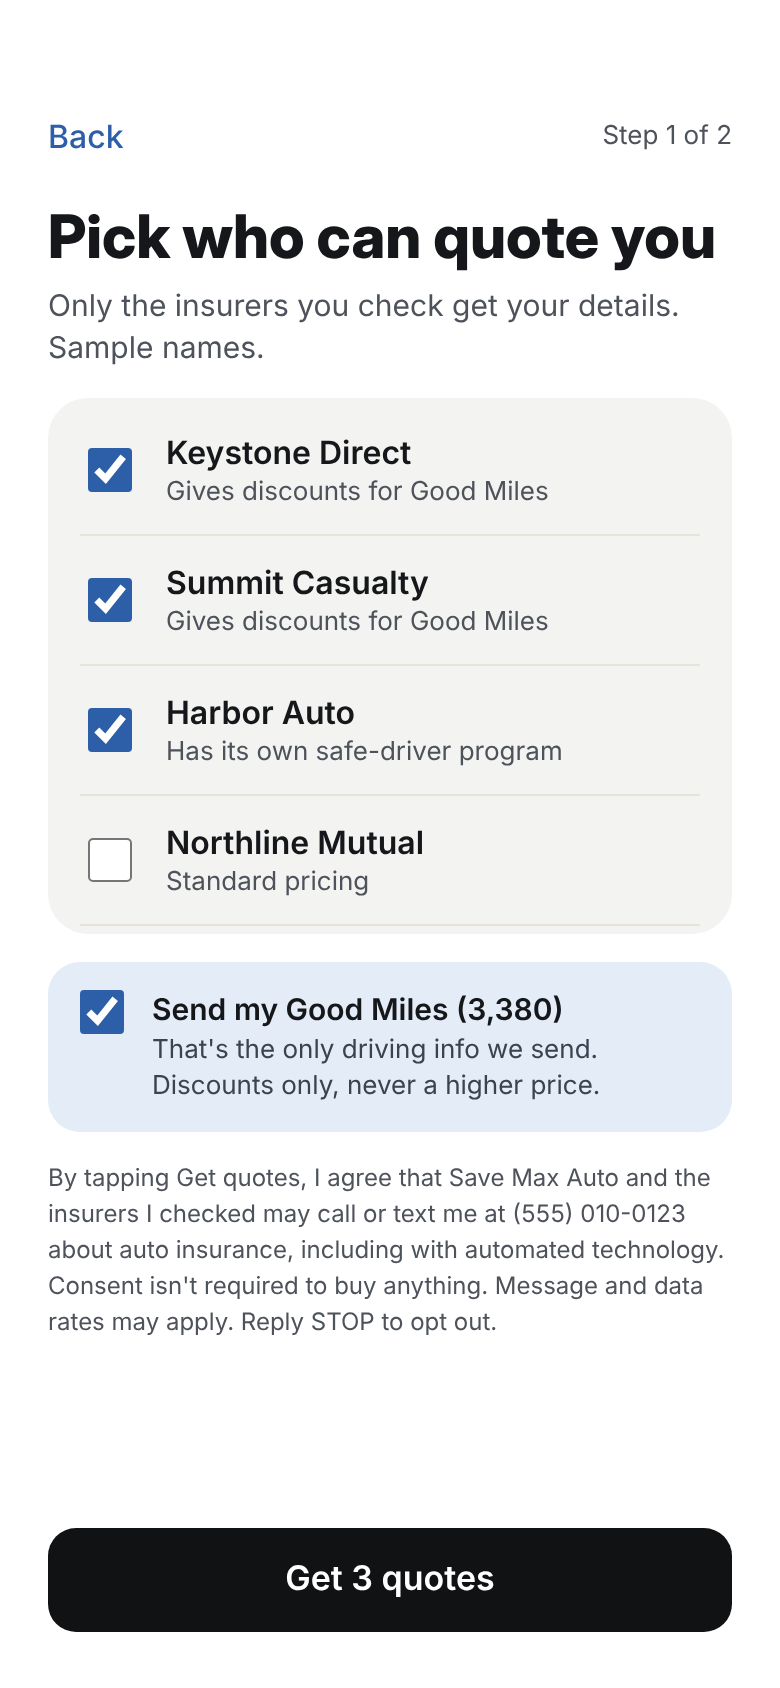 Back
Step 1 of 2
Pick who can quote you
Only the insurers you check get your details.
Sample names.
Keystone Direct
Gives discounts for Good Miles
Summit Casualty
Gives discounts for Good Miles
Harbor Auto
Has its own safe-driver program
Northline Mutual
Standard pricing
Send my Good Miles (3,380)
That's the only driving info we send.
Discounts only, never a higher price.
By tapping Get quotes, I agree that Save Max Auto and the
insurers I checked may call or text me at (555) 010-0123
about auto insurance, including with automated technology.
Consent isn't required to buy anything. Message and data
rates may apply. Reply STOP to opt out.
Get 3 quotes